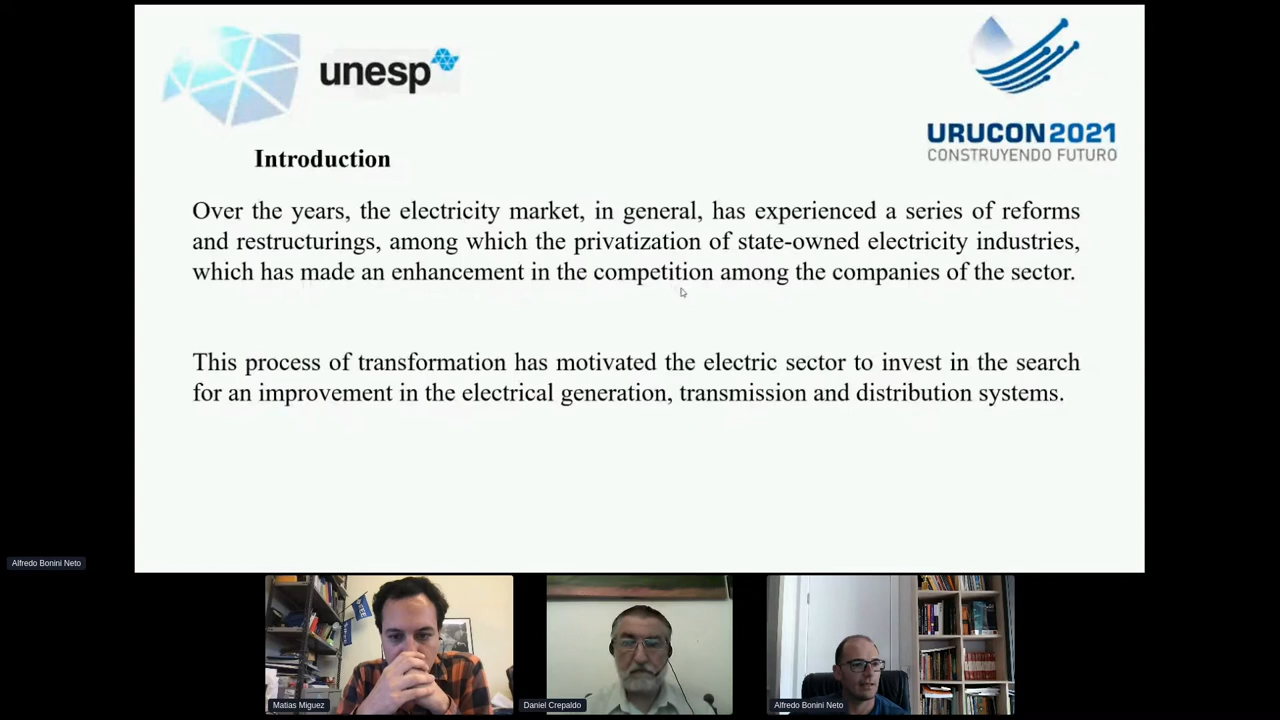 unesp
URUCON 2021
CONSTRUYENDO FUTURO
Introduction
Over the years, the electricity market, in general, has experienced a series of reforms
and restructurings, among which the privatization of state-owned electricity industries,
which has made an enhancement in the competition among the companies of the sector.
This process of transformation has motivated the electric sector to invest in the search
for an improvement in the electrical generation, transmission and distribution systems.
Alfredo Bonini Neto
Matias Miguez
Daniel Crepaldo
Alfredo Bonini Neto